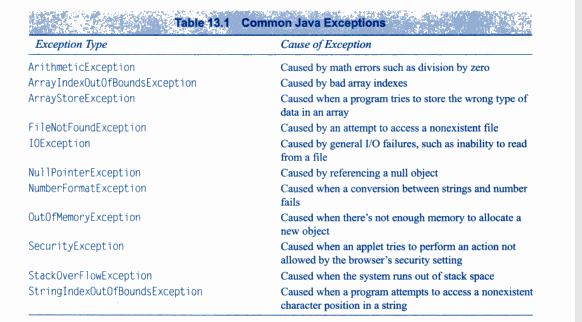 Table 13.1 Common Java Exceptions
Exception Type Cause of Exception
ArithmeticException Caused by math errors such as division by zero
ArrayIndexOutOfBoundsException Caused by bad array indexes
ArrayStoreException Caused when a program tries to store the wrong type of
data in an array
FileNotFoundException Caused by an attempt to access a nonexistent file
IOException Caused by general I/O failures, such as inability to read
from a file
NullPointerException Caused by referencing a null object
NumberFormatException Caused when a conversion between strings and number
fails
OutOfMemoryException Caused when there's not enough memory to allocate a
new object
SecurityException Caused when an applet tries to perform an action not
allowed by the browser's security setting
StackOverFlowException Caused when the system runs out of stack space
StringIndexOutOfBoundsException Caused when a program attempts to access a nonexistent
character position in a string